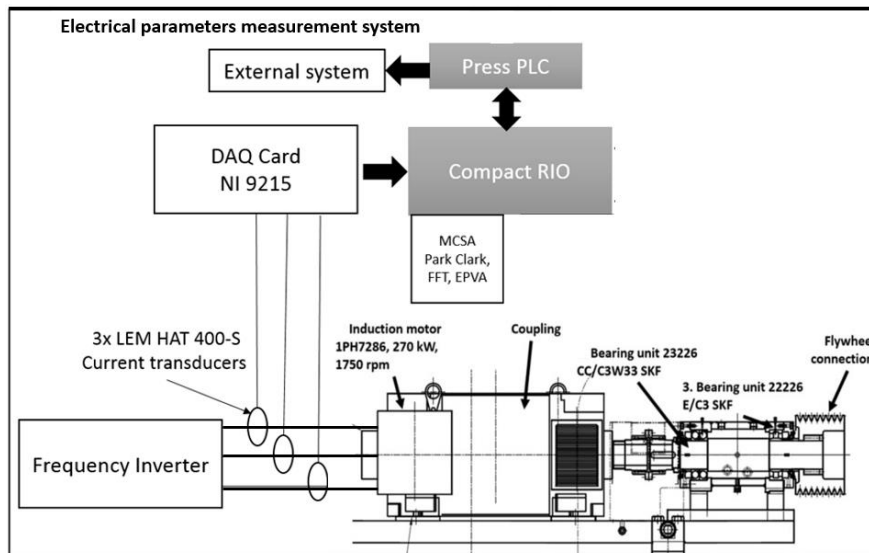 Electrical parameters measurement system
External system
Press PLC
DAQ Card
NI 9215
Compact RIO
MCSA
Park Clark,
FFT, EPVA
3x LEM HAT 400-S
Current transducers
Induction motor
1PH7286, 270 kW,
1750 rpm
Coupling
Bearing unit 23226
CC/C3W33 SKF
3. Bearing unit 22226
E/C3 SKF
Flywhee
connection
Frequency Inverter